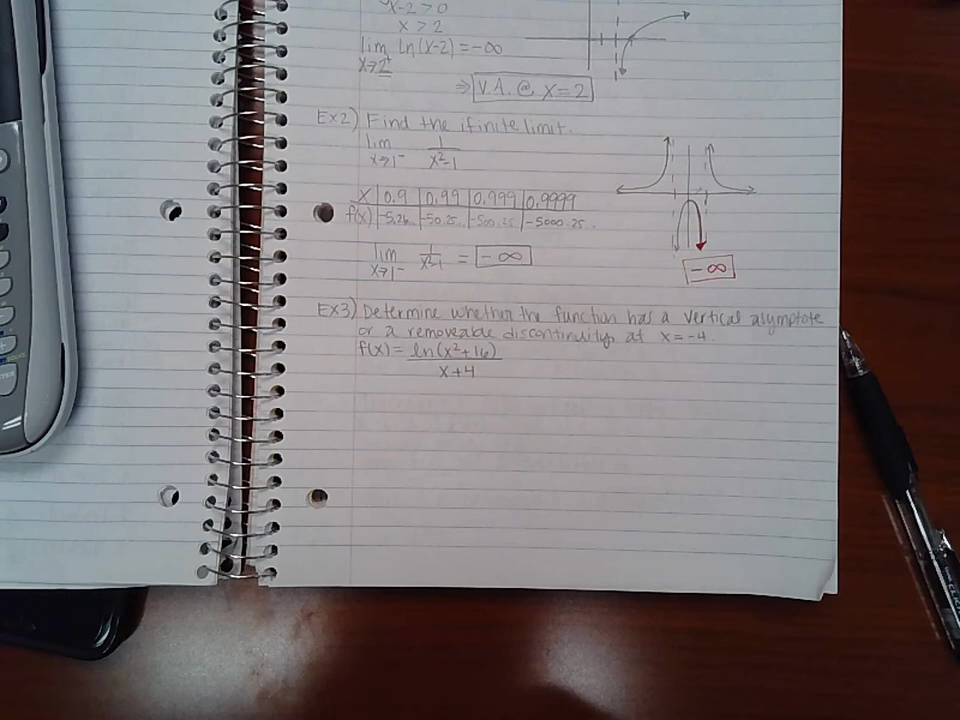 x-2>0
x>2
lim ln(x-2) = -∞
x→2⁺
⇒ V.A. @ x=2
Ex2) Find the ifinite limit.
lim 1/(x²-1)
x→1⁻
x | 0.9 | 0.99 | 0.999 | 0.9999
f(x) | -5.26.. | -50.25.. | -500.25.. | -5000.25..
lim 1/(x²-1) = -∞
x→1⁻
-∞
Ex3) Determine whether the function has a vertical asymptote
or a removeable discontinuity at x=-4.
f(x) = ln(x²+16)
x+4